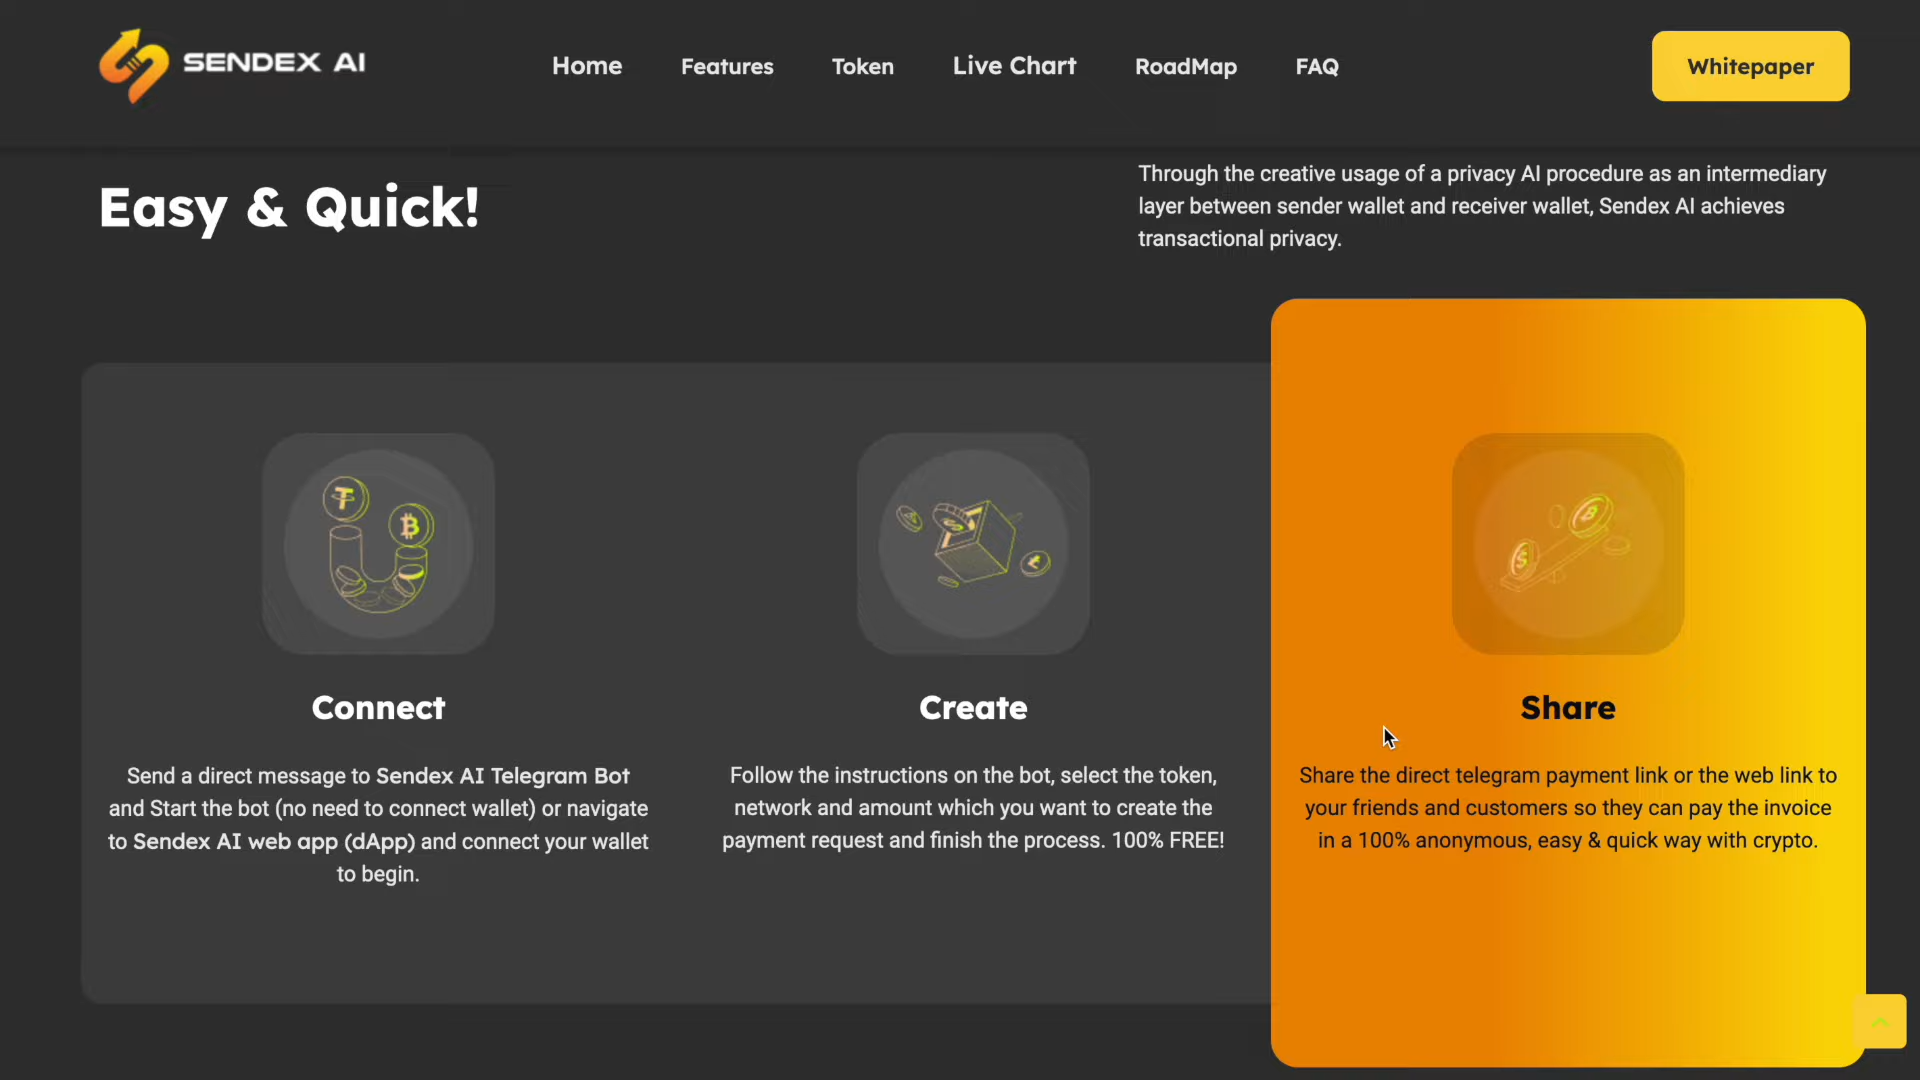 SENDEX AI
Home
Features
Token
Live Chart
RoadMap
FAQ
Whitepaper
Easy & Quick!
Through the creative usage of a privacy AI procedure as an intermediary
layer between sender wallet and receiver wallet, Sendex AI achieves
transactional privacy.
Connect
Send a direct message to Sendex AI Telegram Bot
and Start the bot (no need to connect wallet) or navigate
to Sendex AI web app (dApp) and connect your wallet
to begin.
Create
Follow the instructions on the bot, select the token,
network and amount which you want to create the
payment request and finish the process. 100% FREE!
Share
Share the direct telegram payment link or the web link to
your friends and customers so they can pay the invoice
in a 100% anonymous, easy & quick way with crypto.